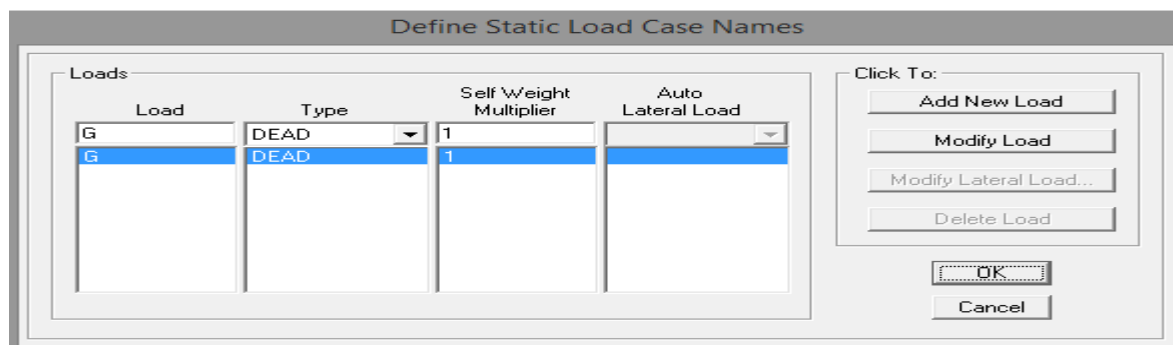 Define Static Load Case Names
Loads
Load
Type
Self Weight
Multiplier
Auto
Lateral Load
G
DEAD
1
G
DEAD
1
Click To:
Add New Load
Modify Load
Modify Lateral Load...
Delete Load
OK
Cancel